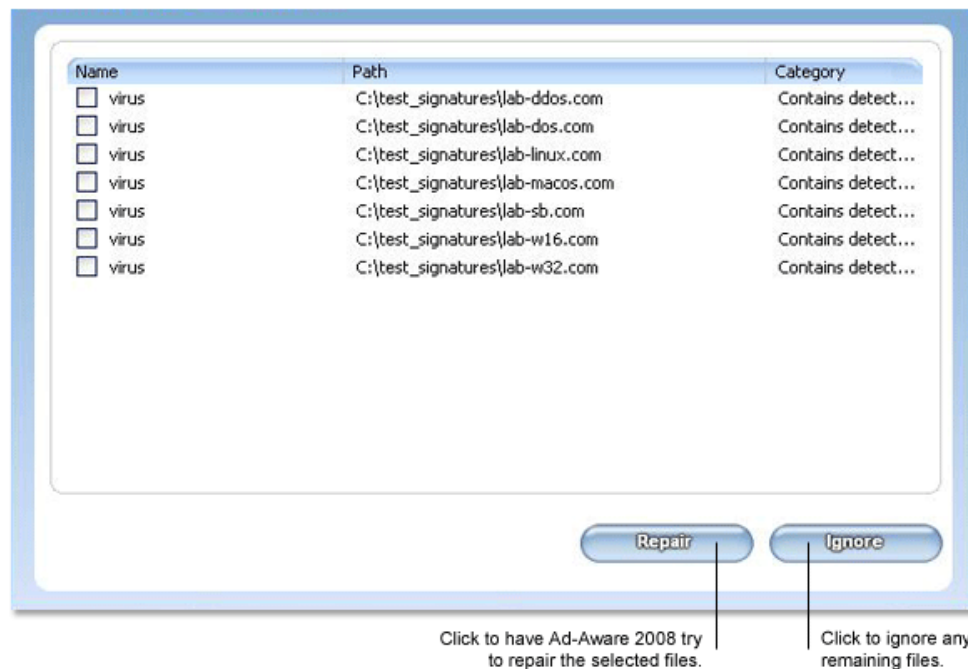 Name Path Category
virus C:\test_signatures\lab-ddos.com Contains detect...
virus C:\test_signatures\lab-dos.com Contains detect...
virus C:\test_signatures\lab-linux.com Contains detect...
virus C:\test_signatures\lab-macos.com Contains detect...
virus C:\test_signatures\lab-sb.com Contains detect...
virus C:\test_signatures\lab-w16.com Contains detect...
virus C:\test_signatures\lab-w32.com Contains detect...
Repair Ignore
Click to have Ad-Aware 2008 try
to repair the selected files.
Click to ignore any
remaining files.